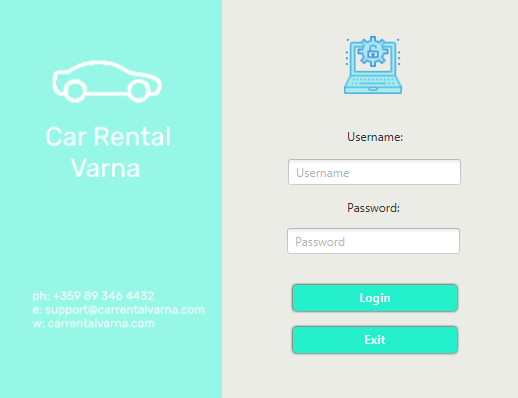 Car Rental
Varna
ph: +359 89 346 4432
e: support@carrentalvarna.com
w: carrentalvarna.com
Username:
Username
Password:
Password
Login
Exit